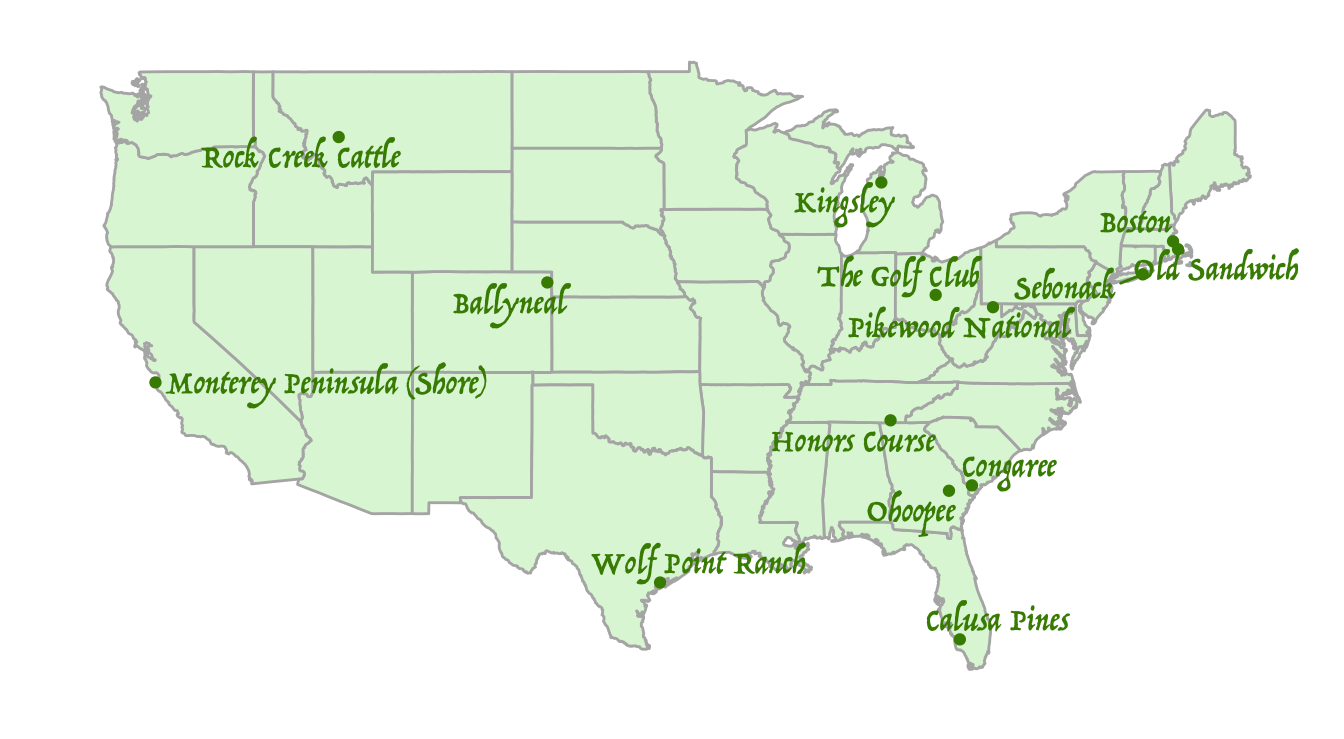 Rock Creek Cattle
Kingsley
Boston
The Golf Club
Old Sandwich
Sebonack
Ballyneal
Pikewood National
Monterey Peninsula (Shore)
Honors Course
Congaree
Ohoopee
Wolf Point Ranch
Calusa Pines